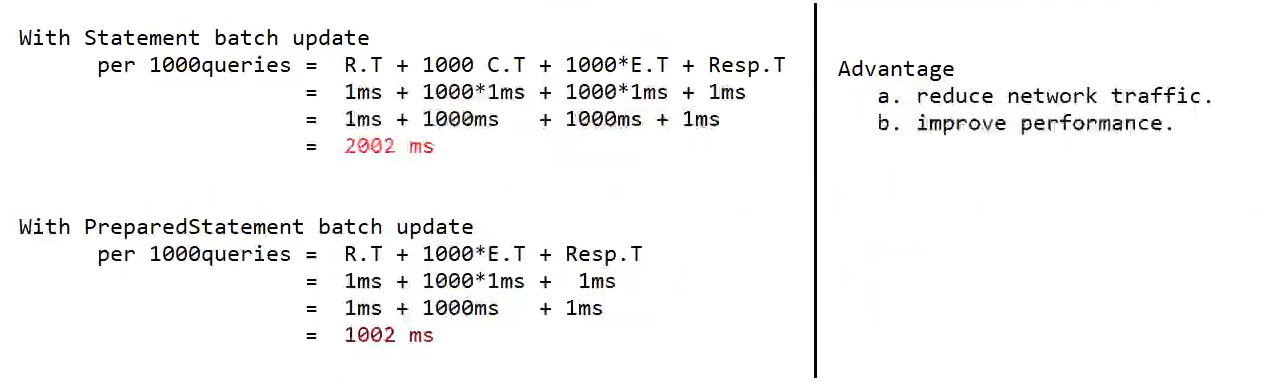 With Statement batch update
per 1000queries = R.T + 1000 C.T + 1000*E.T + Resp.T
= 1ms + 1000*1ms + 1000*1ms + 1ms
= 1ms + 1000ms + 1000ms + 1ms
= 2002 ms
With PreparedStatement batch update
per 1000queries = R.T + 1000*E.T + Resp.T
= 1ms + 1000*1ms + 1ms
= 1ms + 1000ms + 1ms
= 1002 ms
Advantage
a. reduce network traffic.
b. improve performance.